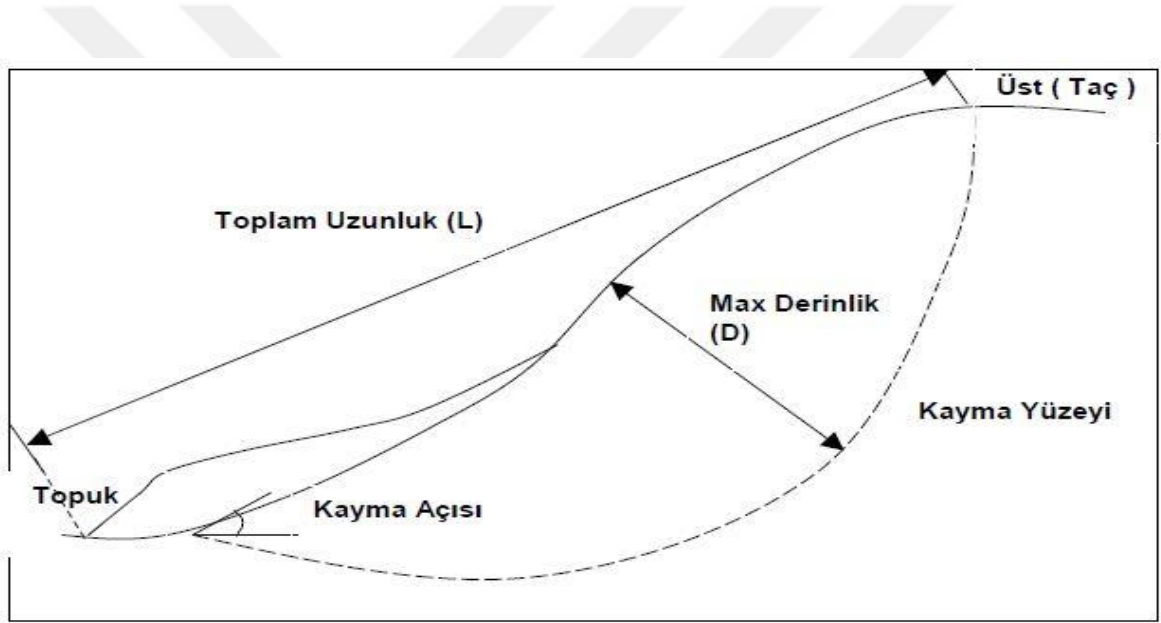 Üst ( Taç )
Toplam Uzunluk (L)
Max Derinlik
(D)
Kayma Yüzeyi
Topuk
Kayma Açısı